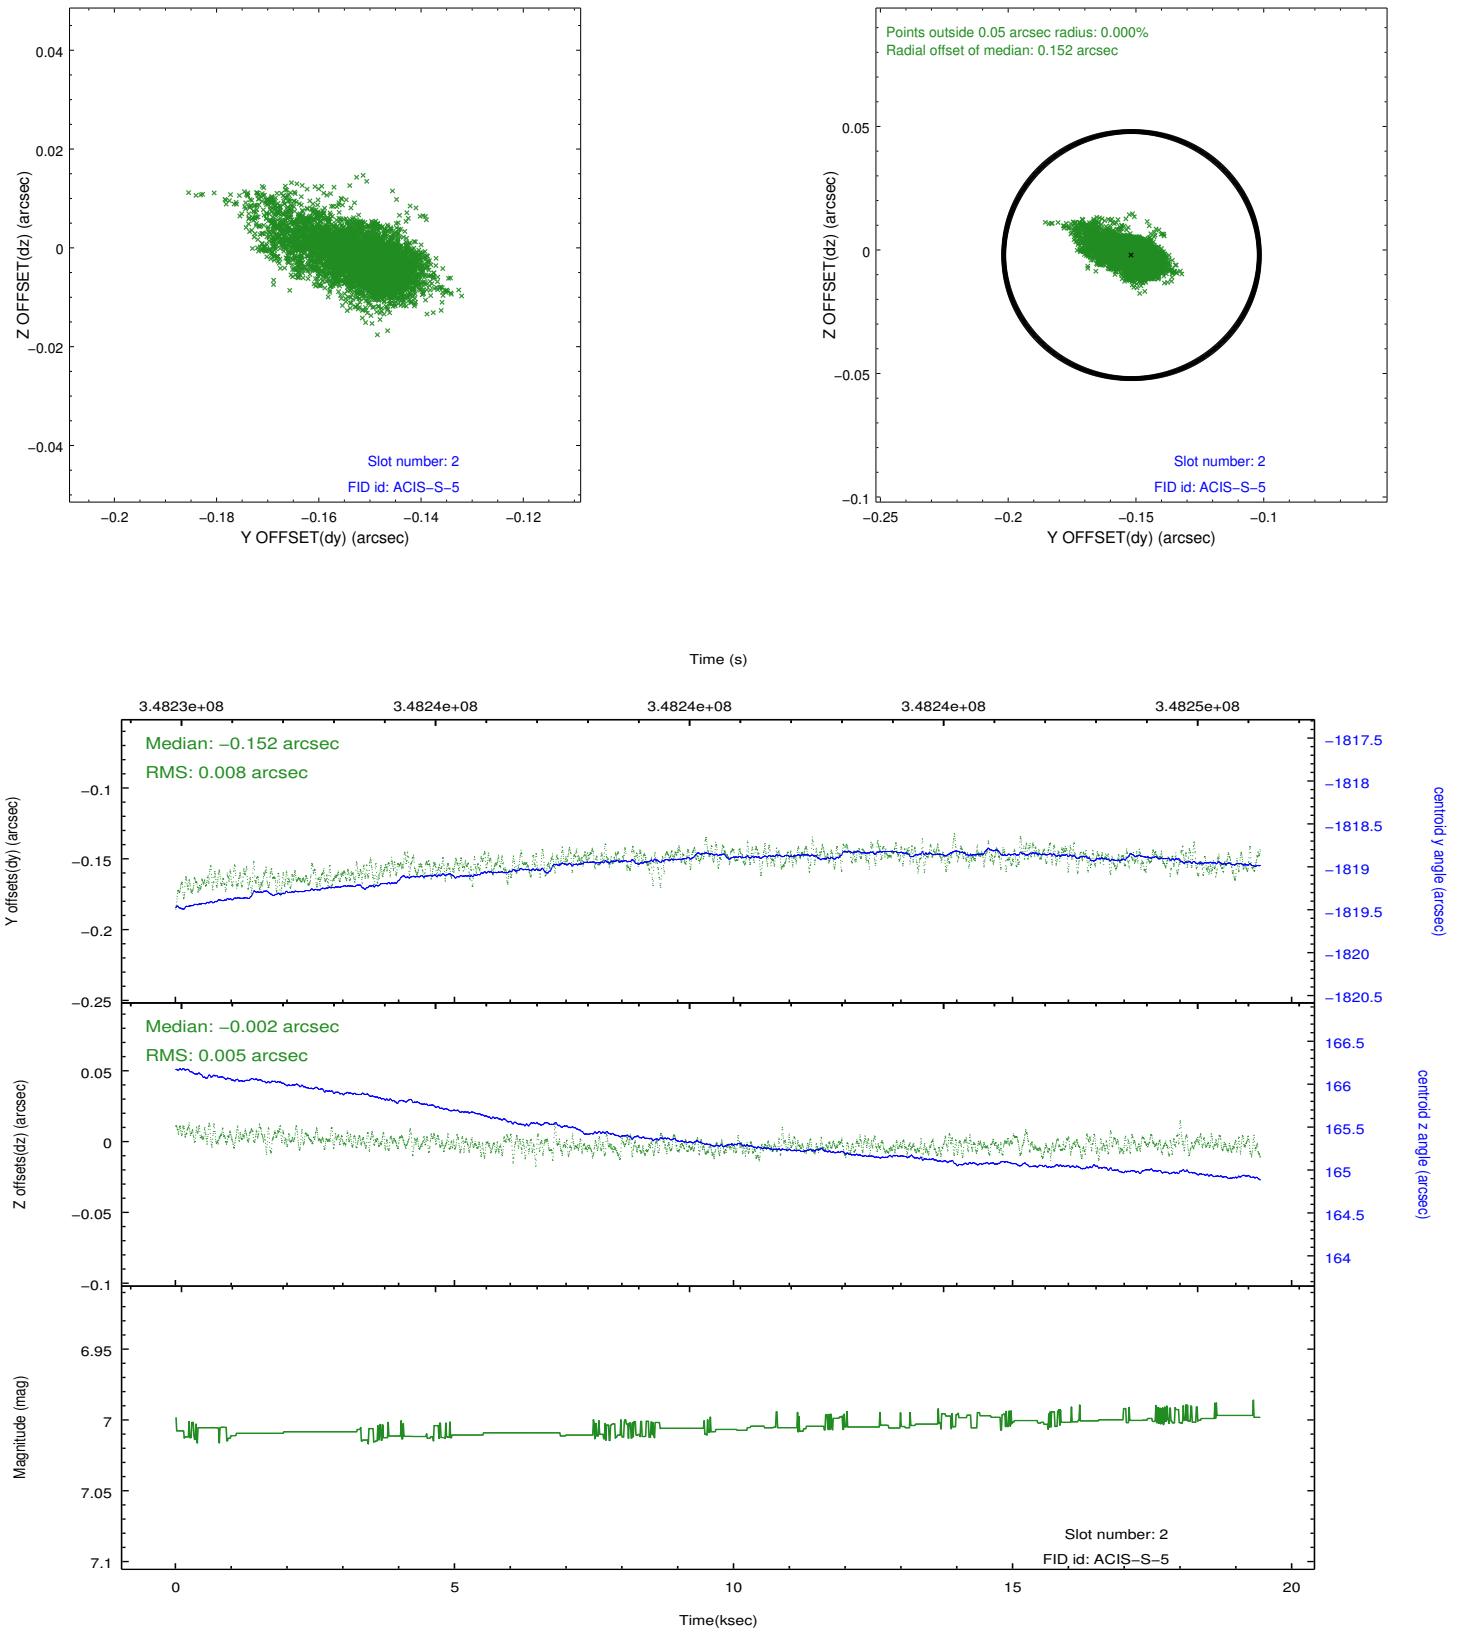 0.04
0.02
0
−0.02
−0.04
Z OFFSET(dz) (arcsec)
Slot number: 2
FID id: ACIS−S−5
−0.2
−0.18
−0.16
−0.14
−0.12
Y OFFSET(dy) (arcsec)
Points outside 0.05 arcsec radius: 0.000%
Radial offset of median: 0.152 arcsec
0.05
0
−0.05
−0.1
Z OFFSET(dz) (arcsec)
Slot number: 2
FID id: ACIS−S−5
−0.25
−0.2
−0.15
−0.1
Y OFFSET(dy) (arcsec)
Time (s)
3.4823e+08
3.4824e+08
3.4824e+08
3.4824e+08
3.4825e+08
Median: −0.152 arcsec
RMS: 0.008 arcsec
−0.1
−0.15
−0.2
−0.25
Y offsets(dy) (arcsec)
−1817.5
−1818
−1818.5
−1819
−1819.5
−1820
−1820.5
centroid y angle (arcsec)
Median: −0.002 arcsec
RMS: 0.005 arcsec
0.05
0
−0.05
−0.1
Z offsets(dz) (arcsec)
166.5
166
165.5
165
164.5
164
centroid z angle (arcsec)
6.95
7
7.05
7.1
Magnitude (mag)
Slot number: 2
FID id: ACIS−S−5
0
5
10
15
20
Time(ksec)